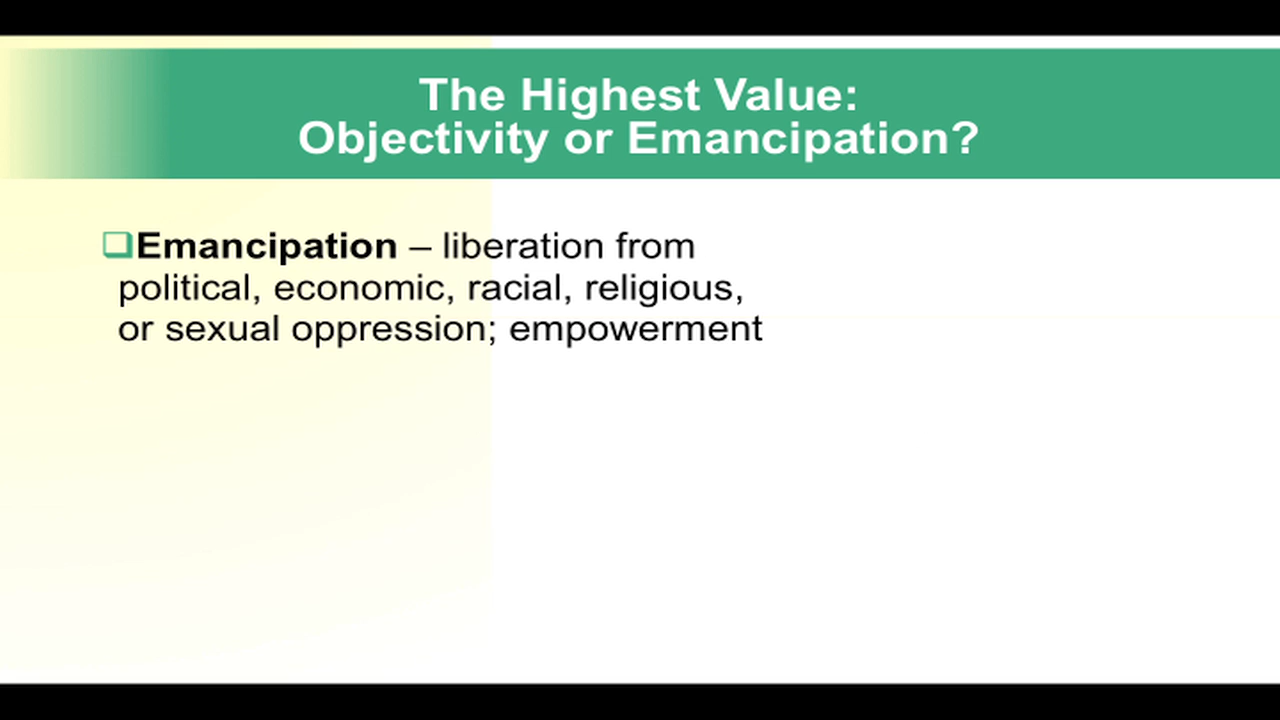 The Highest Value:
Objectivity or Emancipation?
❑Emancipation – liberation from
political, economic, racial, religious,
or sexual oppression; empowerment